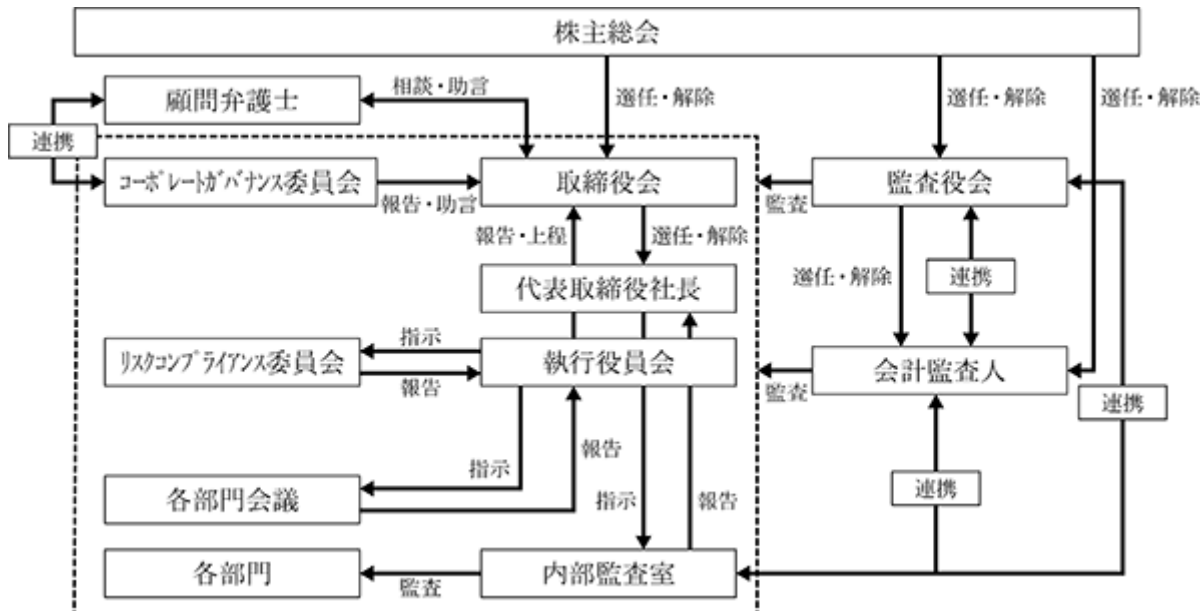 株主総会
顧問弁護士
相談・助言
選任・解除
選任・解除
選任・解除
連携
コーポレートガバナンス委員会
報告・助言
取締役会
監査
監査役会
報告・上程
選任・解除
代表取締役社長
選任・解除
連携
指示
リスクコンプライアンス委員会
報告
執行役員会
監査
会計監査人
連携
報告
指示
各部門会議
指示
報告
連携
各部門
監査
内部監査室